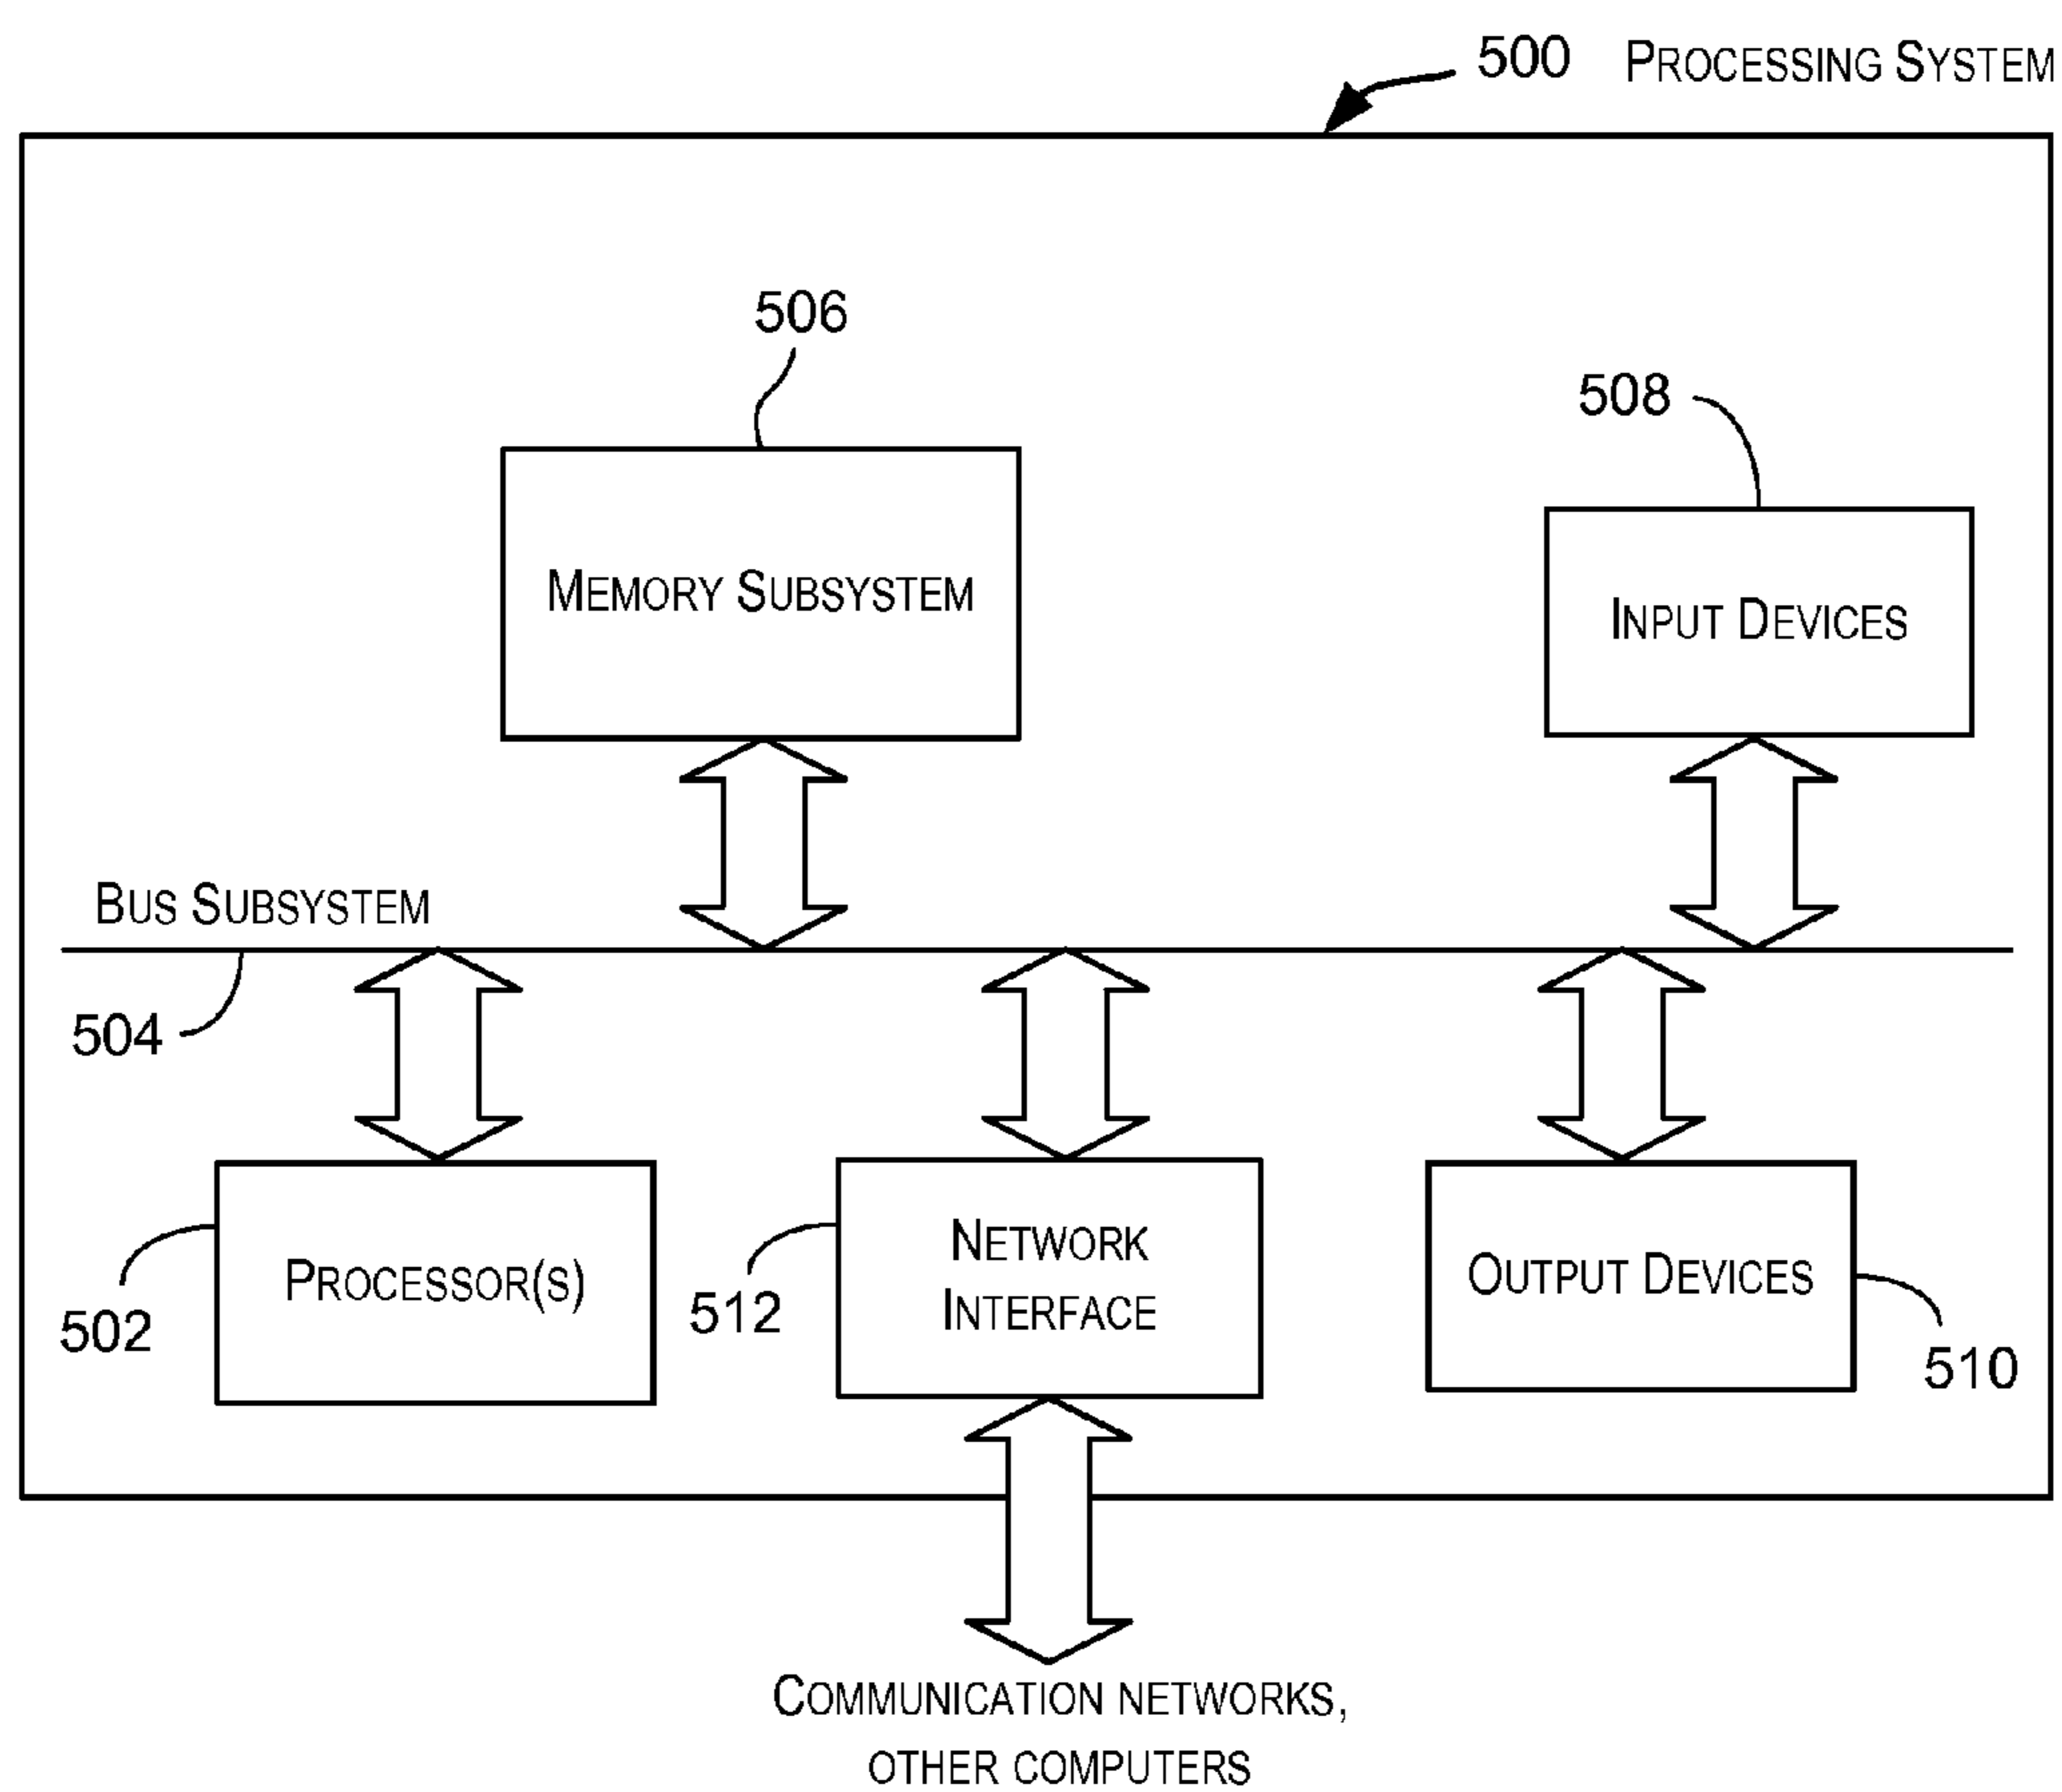 500 PROCESSING SYSTEM
506
508
MEMORY SUBSYSTEM
INPUT DEVICES
BUS SUBSYSTEM
504
NETWORK
INTERFACE
PROCESSOR(S)
OUTPUT DEVICES
502
512
510
COMMUNICATION NETWORKS,
OTHER COMPUTERS